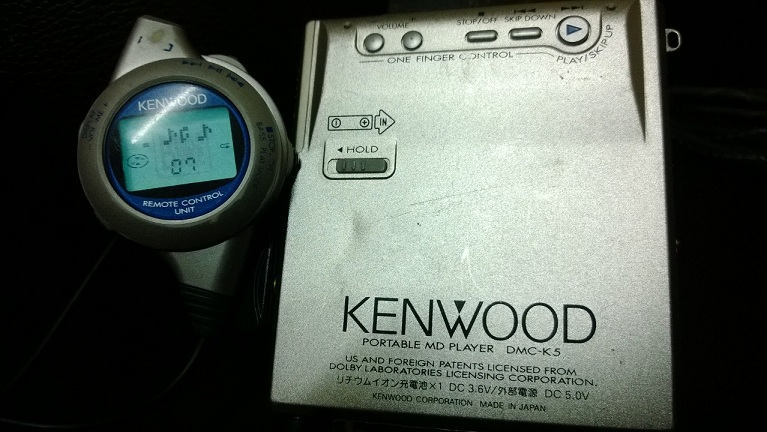 KENWOOD
07
REMOTE CONTROL
UNIT
VOLUME
STOP/OFF
SKIP DOWN
PLAY/SKIP UP
ONE FINGER CONTROL
IN
HOLD
KENWOOD
PORTABLE MD PLAYER DMC-K5
US AND FOREIGN PATENTS LICENSED FROM
DOLBY LABORATORIES LICENSING CORPORATION.
リチウムイオン充電池×1 DC 3.6V/外部電源 DC 5.0V
KENWOOD CORPORATION MADE IN JAPAN